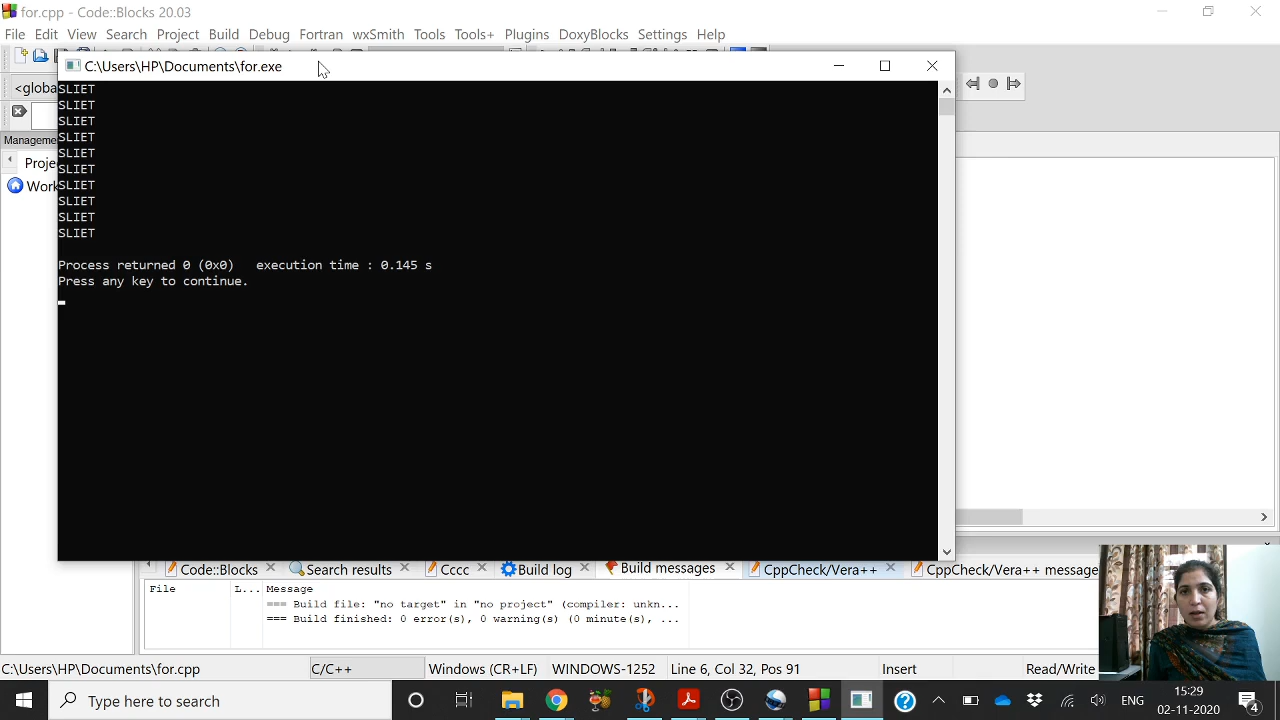 for.cpp - Code::Blocks 20.03
File Edit View Search Project Build Debug Fortran wxSmith Tools Tools+ Plugins DoxyBlocks Settings Help
C:\Users\HP\Documents\for.exe
SLIET
SLIET
SLIET
SLIET
SLIET
SLIET
SLIET
SLIET
SLIET
SLIET
Process returned 0 (0x0) execution time : 0.145 s
Press any key to continue.
<globa
Manageme
Proje
Work
Code::Blocks Search results Cccc Build log Build messages CppCheck/Vera++ CppCheck/Vera++ message
File L... Message
=== Build file: "no target" in "no project" (compiler: unkn...
=== Build finished: 0 error(s), 0 warning(s) (0 minute(s), ...
C:\Users\HP\Documents\for.cpp C/C++ Windows (CR+LF) WINDOWS-1252 Line 6, Col 32, Pos 91 Insert Read/Write
Type here to search
ENG
15:29
02-11-2020
4